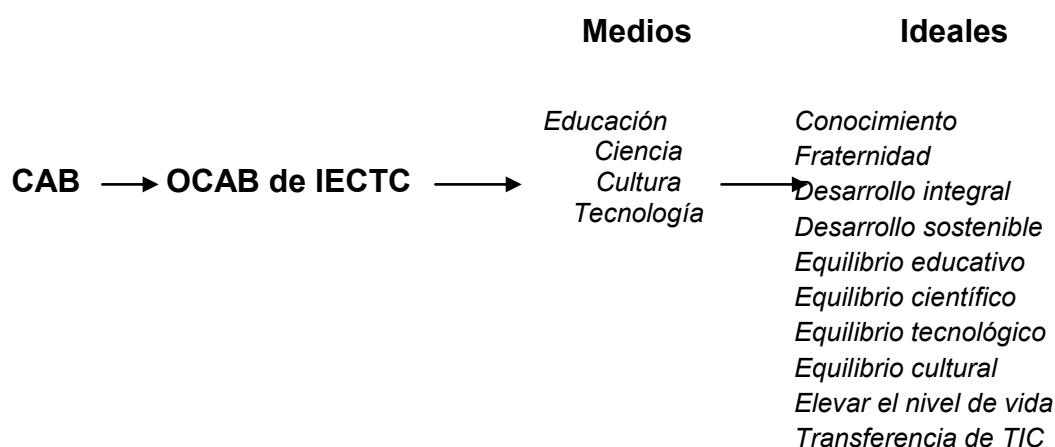 Medios Ideales
Educación
Ciencia
Cultura
Tecnología
CAB OCAB de IECTC
Conocimiento
Fraternidad
Desarrollo integral
Desarrollo sostenible
Equilibrio educativo
Equilibrio científico
Equilibrio tecnológico
Equilibrio cultural
Elevar el nivel de vida
Transferencia de TIC